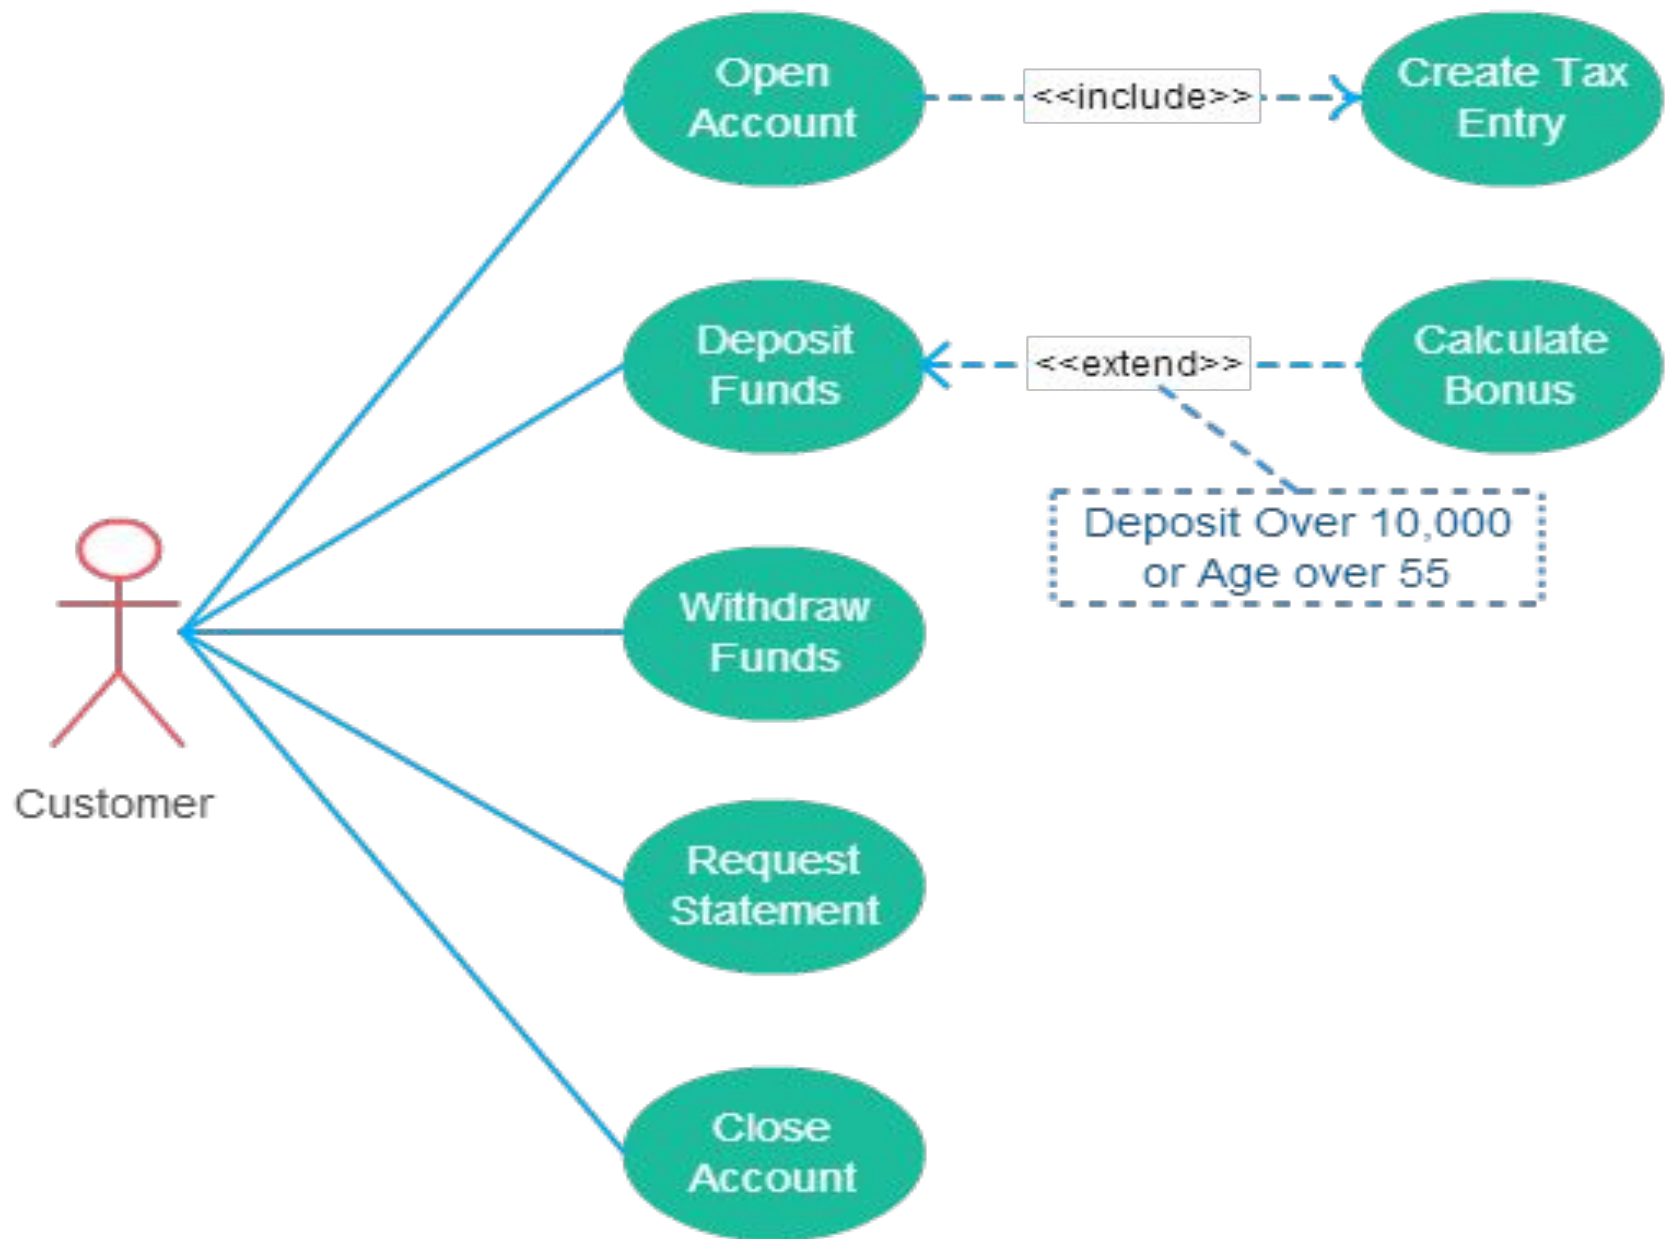 Open
Account
<<include>>
Create Tax
Entry
Deposit
Funds
<<extend>>
Calculate
Bonus
Deposit Over 10,000
or Age over 55
Withdraw
Funds
Customer
Request
Statement
Close
Account